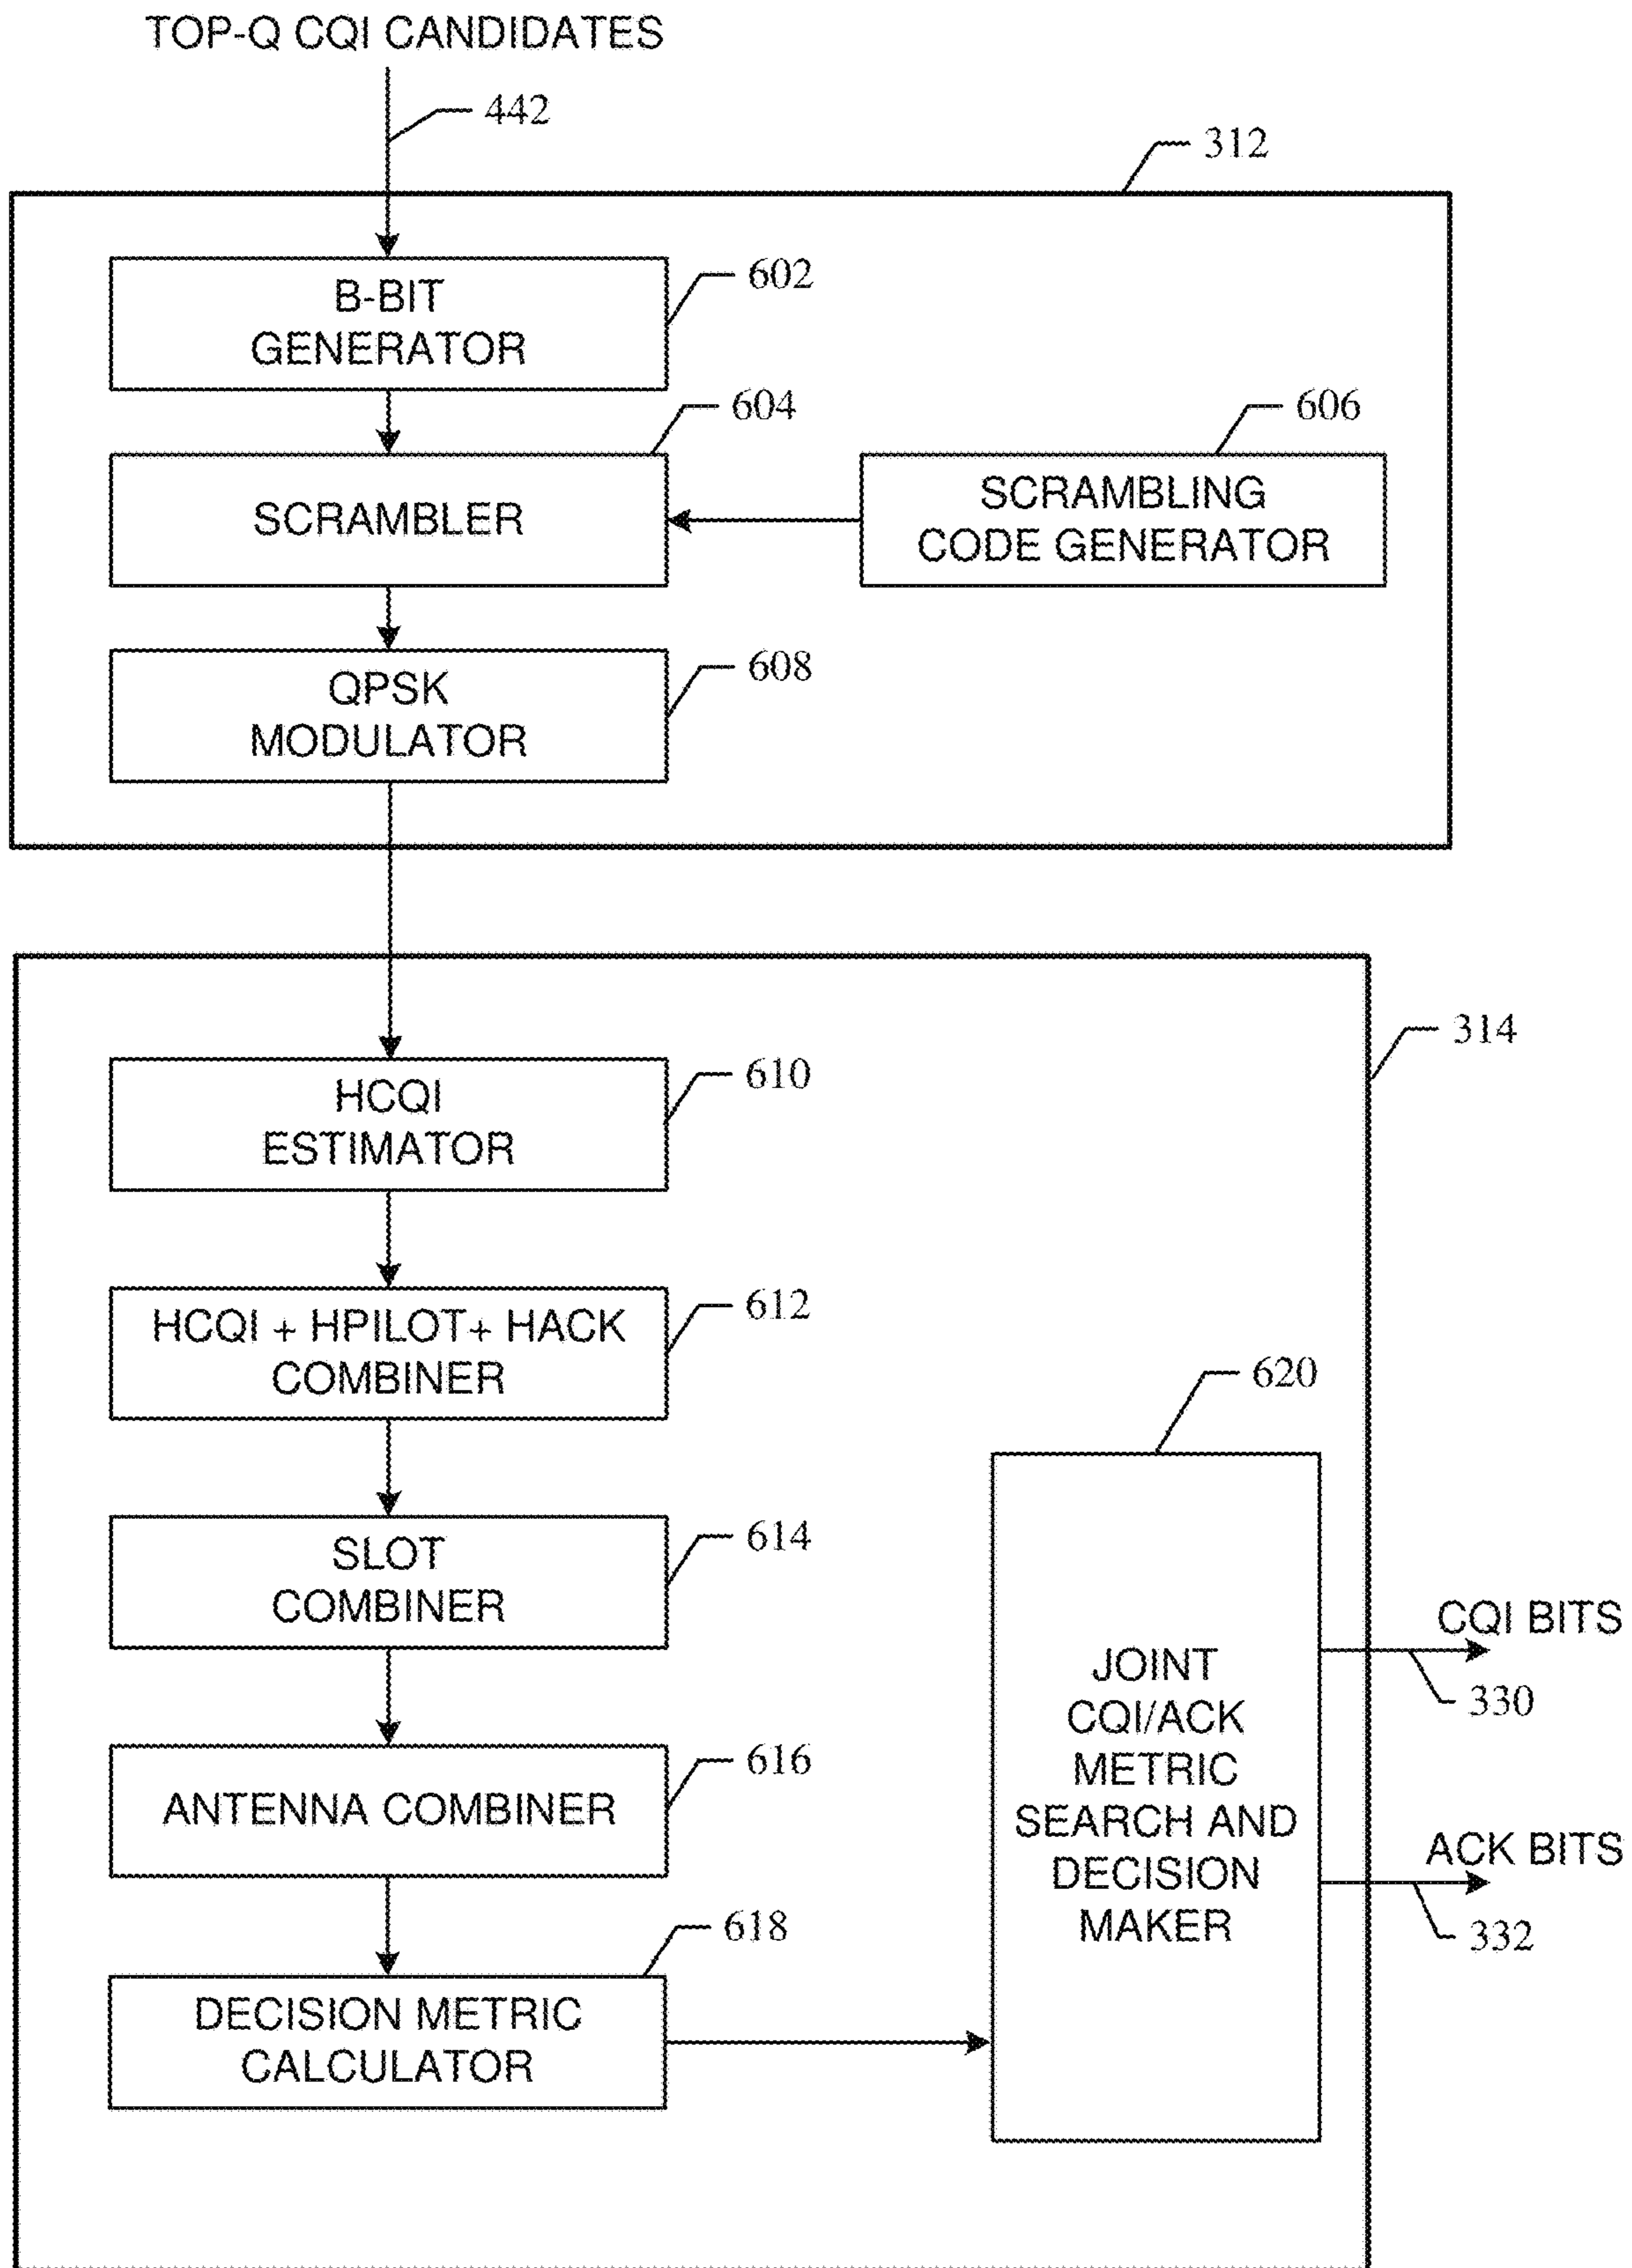 TOP-Q CQI CANDIDATES
442
312
B-BIT
GENERATOR
602
604
606
SCRAMBLER
SCRAMBLING
CODE GENERATOR
QPSK
MODULATOR
608
314
HCQI
ESTIMATOR
610
HCQI + HPILOT+ HACK
COMBINER
612
620
SLOT
COMBINER
614
CQI BITS
330
JOINT
CQI/ACK
METRIC
SEARCH AND
DECISION
MAKER
ANTENNA COMBINER
616
ACK BITS
332
618
DECISION METRIC
CALCULATOR